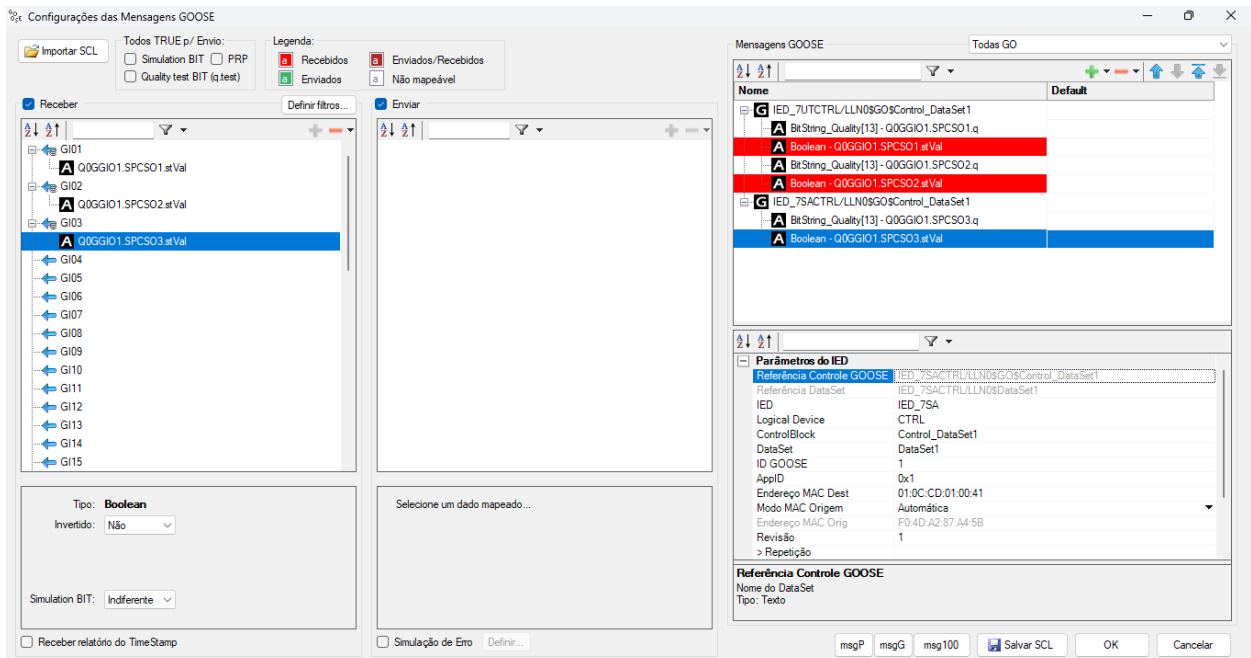 Configurações das Mensagens GOOSE
Importar SCL
Todos TRUE p/ Envio:
Simulation BIT PRP
Quality test BIT (q.test)
Legenda:
a Recebidos
a Enviados/Recebidos
a Enviados
a Não mapeável
Receber
Definir filtros...
GI01
A Q0GGIO1.SPCSO1.stVal
GI02
A Q0GGIO1.SPCSO2.stVal
GI03
A Q0GGIO1.SPCSO3.stVal
GI04
GI05
GI06
GI07
GI08
GI09
GI10
GI11
GI12
GI13
GI14
GI15
Tipo: Boolean
Invertido: Não
Simulation BIT: Indiferente
Receber relatório do TimeStamp
Enviar
Selecione um dado mapeado...
Simulação de Erro Definir...
Mensagens GOOSE Todas GO
Nome Default
G IED_7UTCTRL/LLN0$GO$Control_DataSet1
A BitString_Quality[13] - Q0GGIO1.SPCSO1.q
A Boolean - Q0GGIO1.SPCSO1.stVal
A BitString_Quality[13] - Q0GGIO1.SPCSO2.q
A Boolean - Q0GGIO1.SPCSO2.stVal
G IED_7SACTRL/LLN0$GO$Control_DataSet1
A BitString_Quality[13] - Q0GGIO1.SPCSO3.q
A Boolean - Q0GGIO1.SPCSO3.stVal
Parâmetros do IED
Referência Controle GOOSE IED_7SACTRL/LLN0$GO$Control_DataSet1
Referência DataSet IED_7SACTRL/LLN0$DataSet1
IED IED_7SA
Logical Device CTRL
ControlBlock Control_DataSet1
DataSet DataSet1
ID GOOSE 1
AppID 0x1
Endereço MAC Dest 01:0C:CD:01:00:41
Modo MAC Origem Automática
Endereço MAC Orig F0:4D:A2:87:A4:5B
Revisão 1
> Repetição
Referência Controle GOOSE
Nome do DataSet
Tipo: Texto
msgP msgG msg100 Salvar SCL OK Cancelar